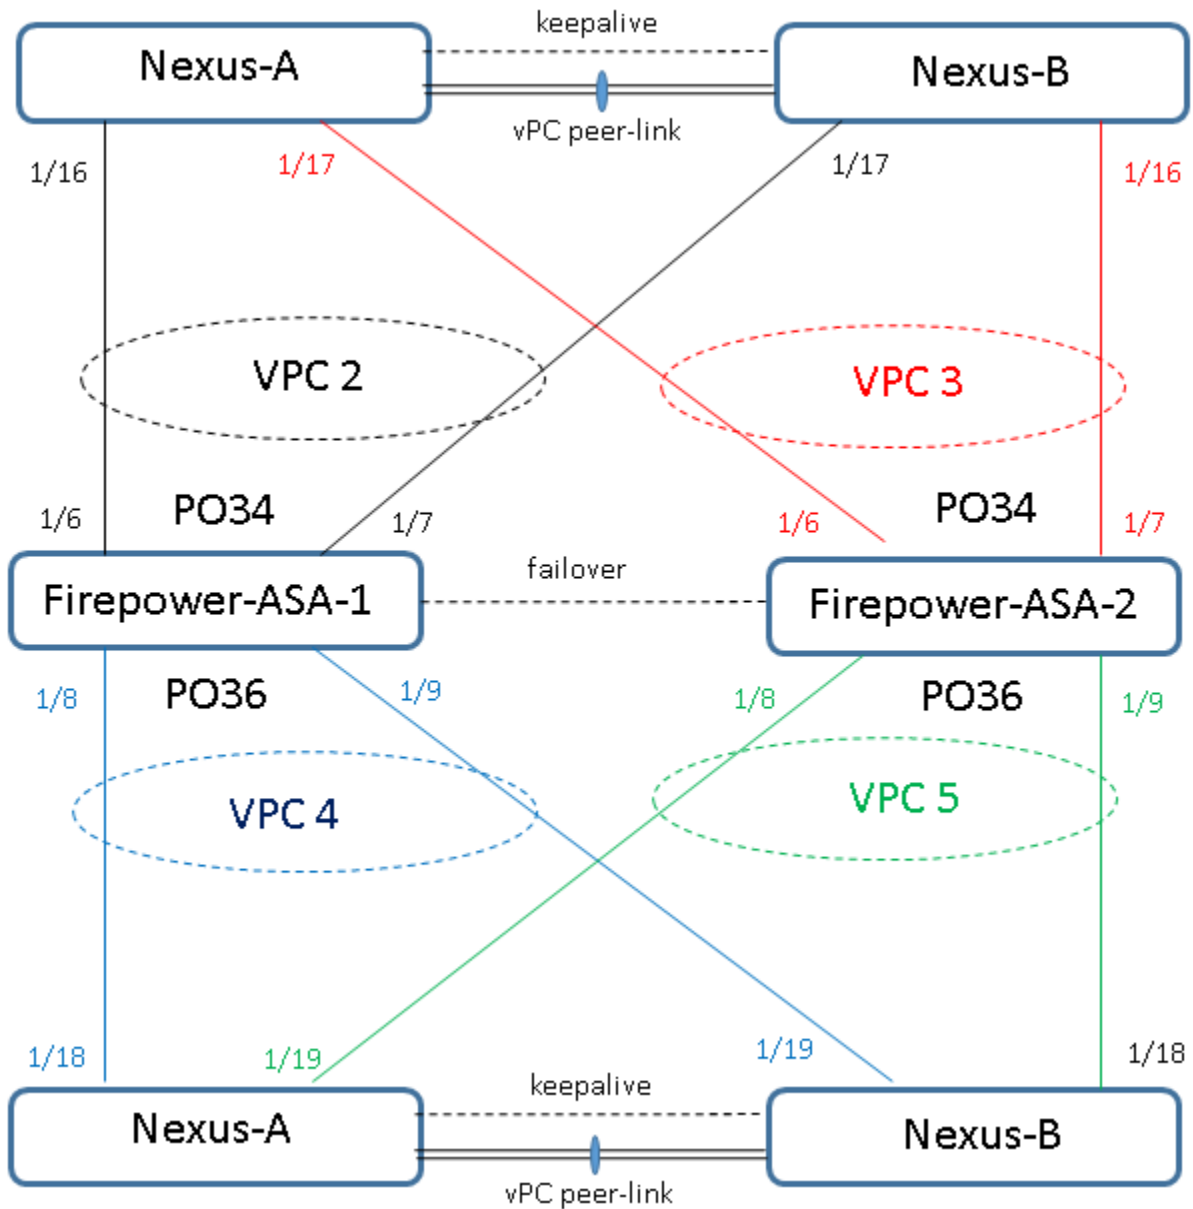 keepalive
Nexus-A
Nexus-B
vPC peer-link
1/16
1/17
1/17
1/16
VPC 2
VPC 3
PO34
PO34
1/6
1/7
1/6
1/7
failover
Firepower-ASA-1
Firepower-ASA-2
1/8
PO36
1/9
1/8
PO36
1/9
VPC 4
VPC 5
1/18
1/19
1/19
1/18
keepalive
Nexus-A
Nexus-B
vPC peer-link